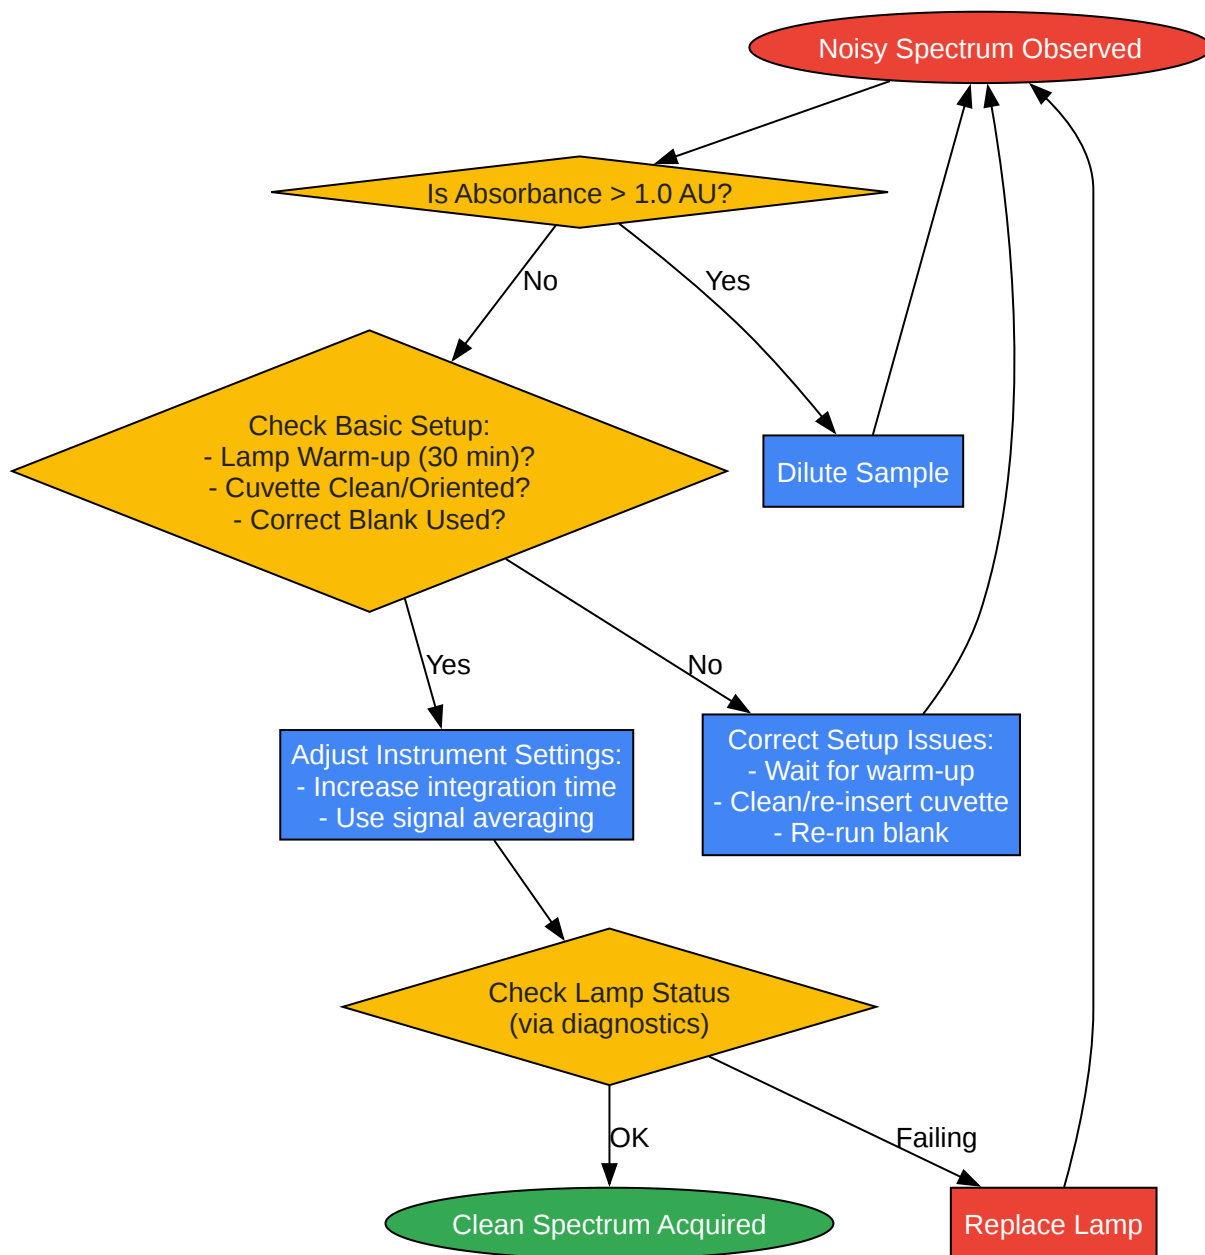 Noisy Spectrum Observed
Is Absorbance > 1.0 AU?
No
Yes
Check Basic Setup:
- Lamp Warm-up (30 min)?
- Cuvette Clean/Oriented?
- Correct Blank Used?
Dilute Sample
Yes
No
Adjust Instrument Settings:
- Increase integration time
- Use signal averaging
Correct Setup Issues:
- Wait for warm-up
- Clean/re-insert cuvette
- Re-run blank
Check Lamp Status
(via diagnostics)
OK
Failing
Clean Spectrum Acquired
Replace Lamp